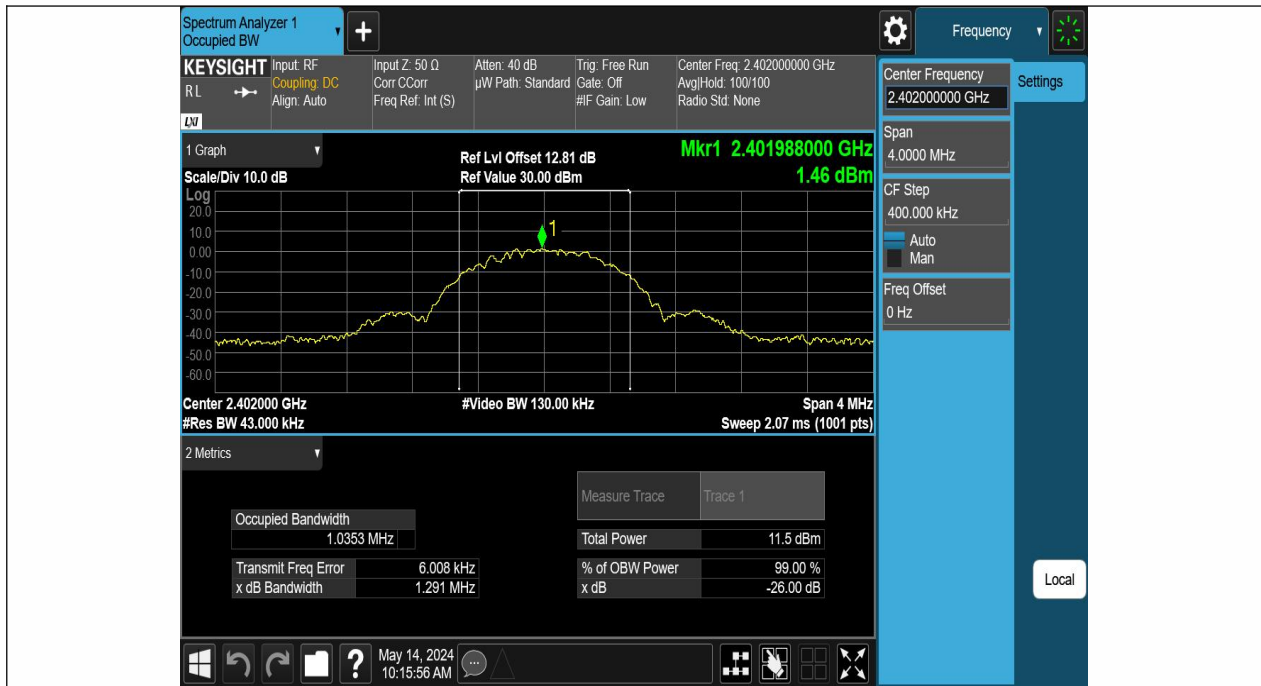 Spectrum Analyzer 1
Occupied BW
+
Frequency
KEYSIGHT
R L
LXI
Input: RF
Coupling: DC
Align: Auto
Input Z: 50 Ω
Corr CCorr
Freq Ref: Int (S)
Atten: 40 dB
µW Path: Standard
Trig: Free Run
Gate: Off
#IF Gain: Low
Center Freq: 2.402000000 GHz
Avg|Hold: 100/100
Radio Std: None
Center Frequency
2.402000000 GHz
Settings
Span
4.0000 MHz
CF Step
400.000 kHz
Auto
Man
Freq Offset
0 Hz
Local
1 Graph
Scale/Div 10.0 dB
Ref Lvl Offset 12.81 dB
Ref Value 30.00 dBm
Mkr1 2.401988000 GHz
1.46 dBm
Log
20.0
10.0
0.00
-10.0
-20.0
-30.0
-40.0
-50.0
-60.0
1
Center 2.402000 GHz
#Res BW 43.000 kHz
#Video BW 130.00 kHz
Span 4 MHz
Sweep 2.07 ms (1001 pts)
2 Metrics
Measure Trace Trace 1
Occupied Bandwidth
1.0353 MHz
Total Power 11.5 dBm
Transmit Freq Error 6.008 kHz
% of OBW Power 99.00 %
x dB Bandwidth 1.291 MHz
x dB -26.00 dB
?
May 14, 2024
10:15:56 AM